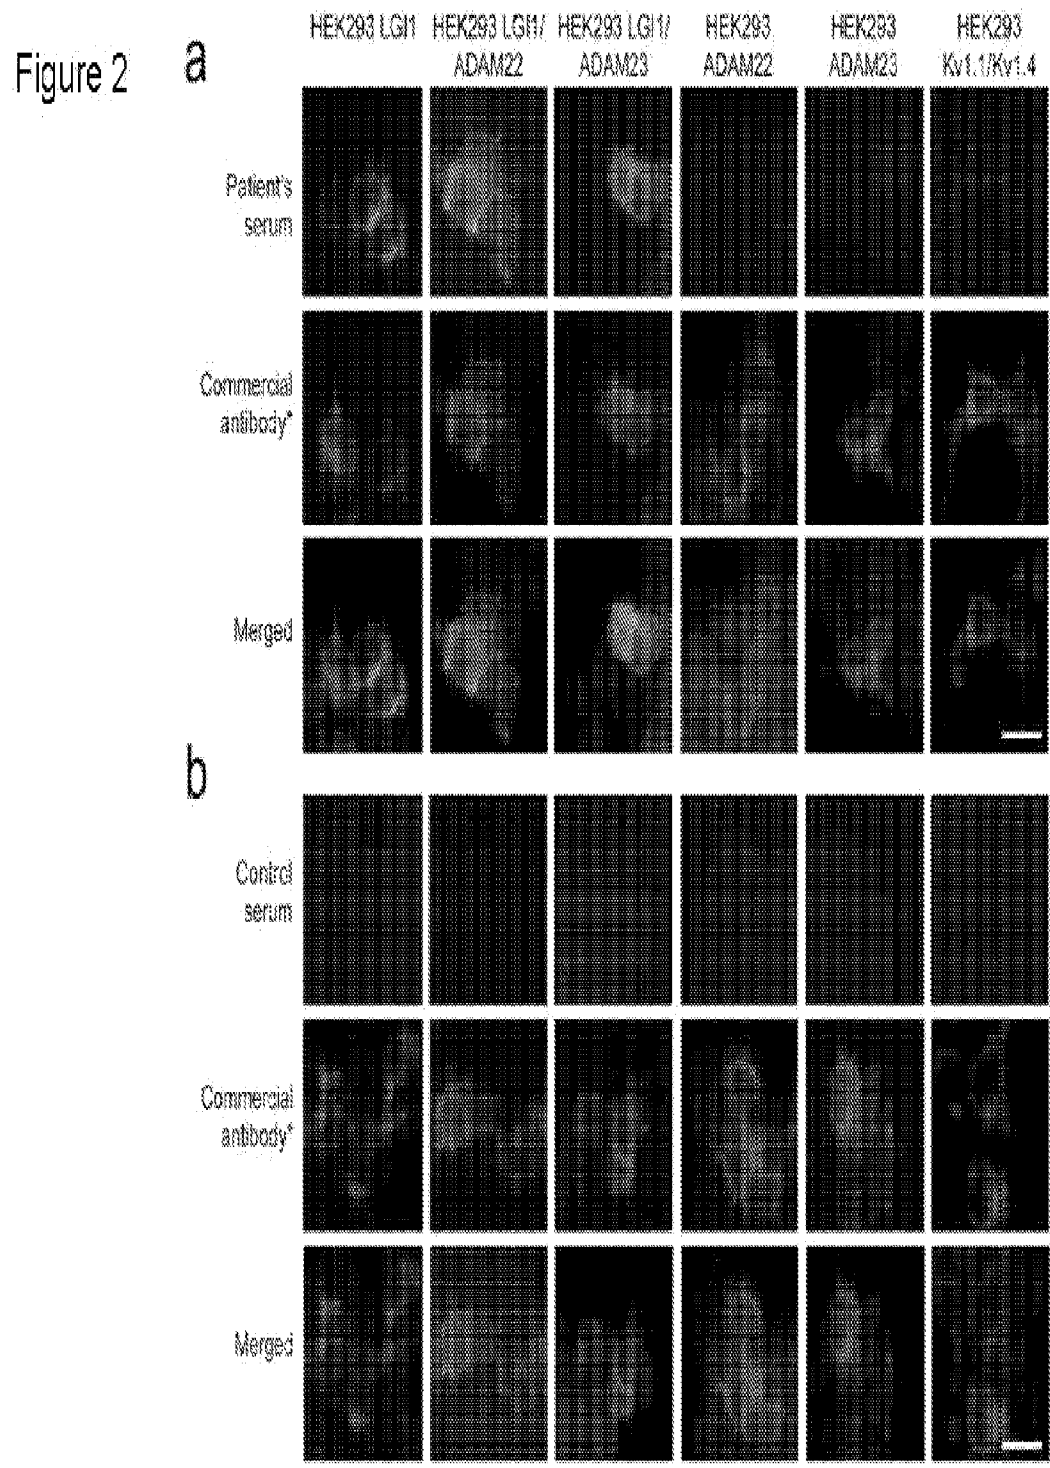 Figure 2
a
HEK293 LGI1
HEK293 LGI1/
ADAM22
HEK293 LGI1/
ADAM23
HEK293
ADAM22
HEK293
ADAM23
HEK293
Kv1.1/Kv1.4
Patient's
serum
Commercial
antibody*
Merged
b
Control
serum
Commercial
antibody*
Merged